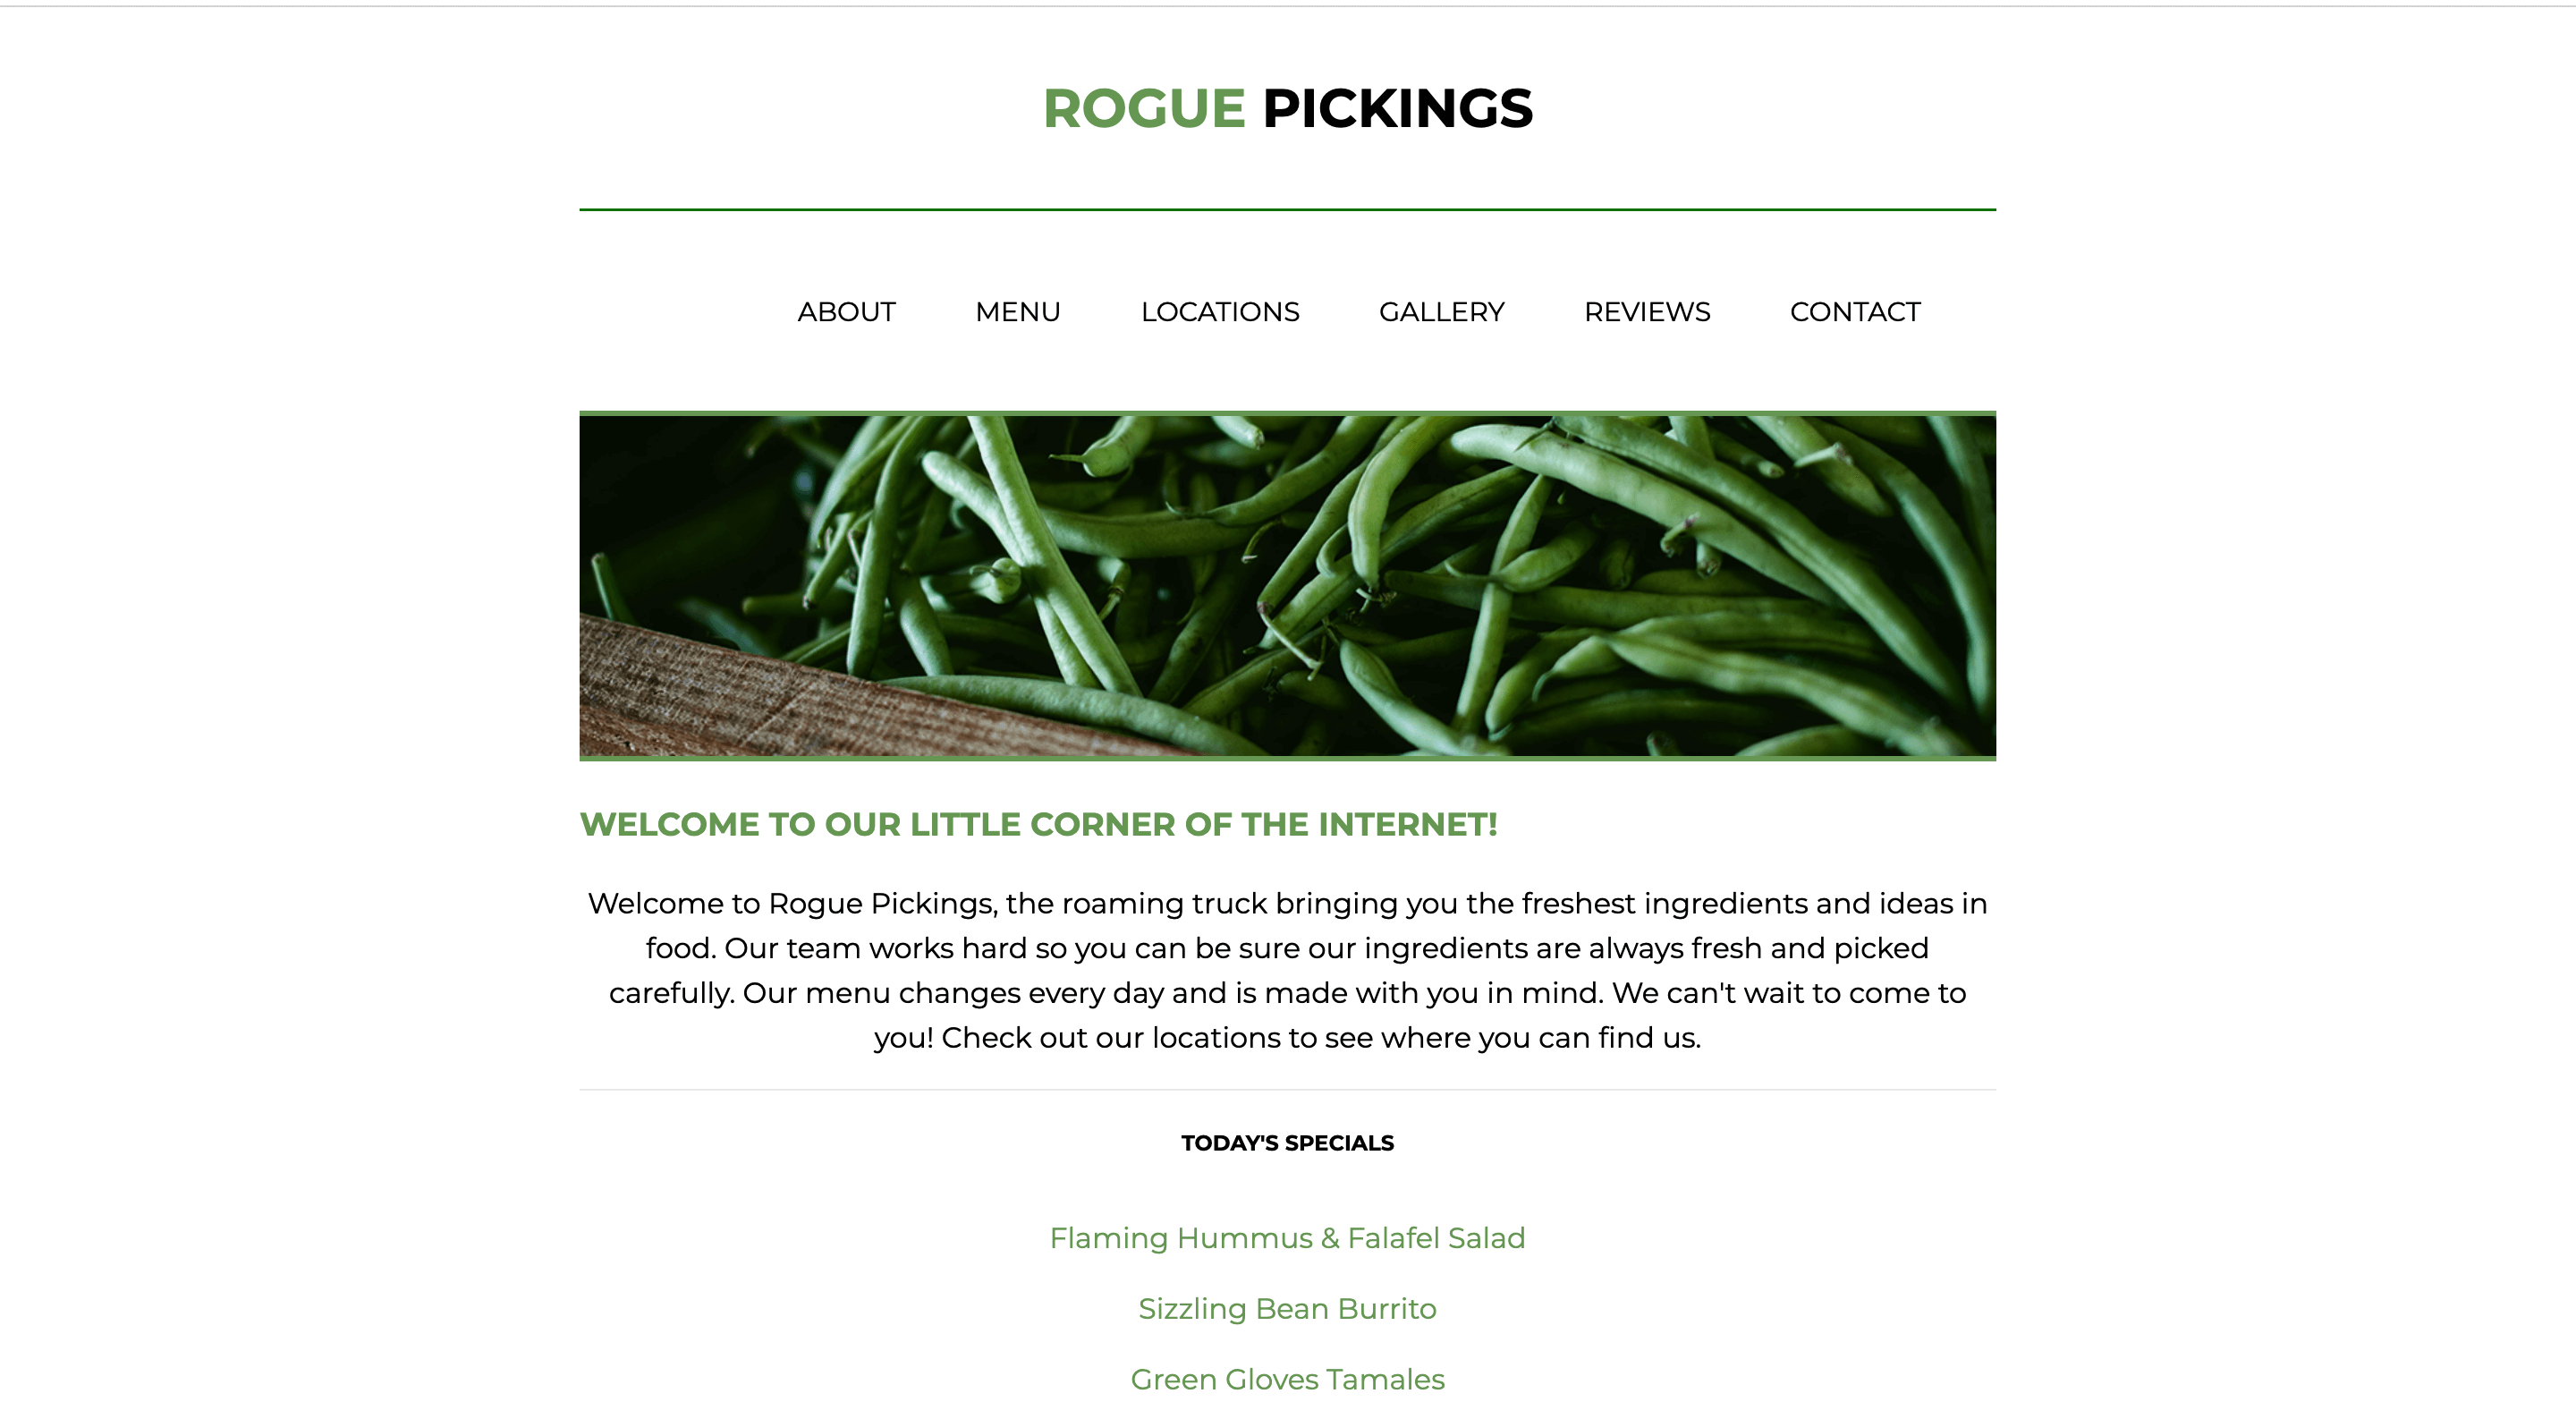 ROGUE PICKINGS
ABOUT MENU LOCATIONS GALLERY REVIEWS CONTACT
WELCOME TO OUR LITTLE CORNER OF THE INTERNET!
Welcome to Rogue Pickings, the roaming truck bringing you the freshest ingredients and ideas in
food. Our team works hard so you can be sure our ingredients are always fresh and picked
carefully. Our menu changes every day and is made with you in mind. We can't wait to come to
you! Check out our locations to see where you can find us.
TODAY'S SPECIALS
Flaming Hummus & Falafel Salad
Sizzling Bean Burrito
Green Gloves Tamales